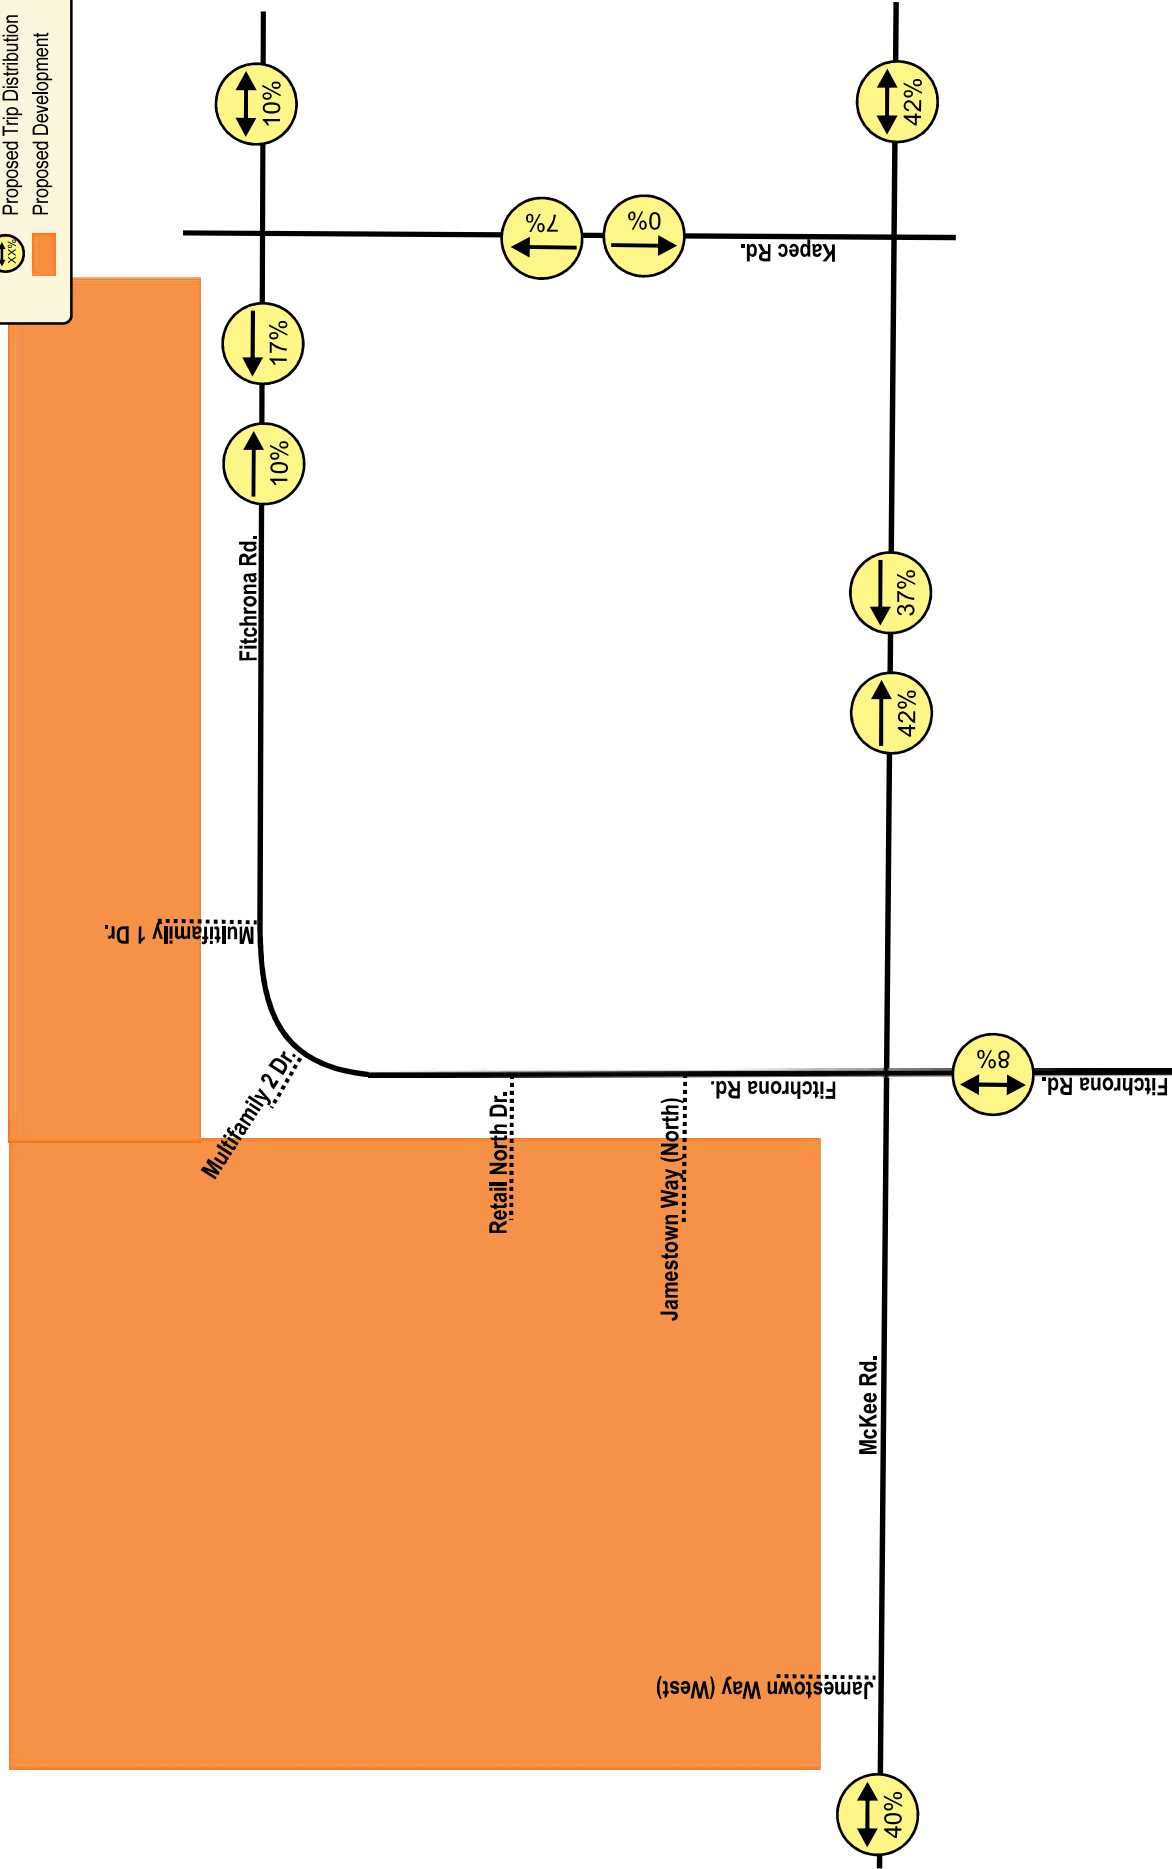 Proposed Trip Distribution
XX%
Proposed Development
10%
42%
7%
0%
Kapec Rd.
17%
10%
Fitchrona Rd.
37%
42%
Multifamily 1 Dr.
Multifamily 2 Dr.
Retail North Dr.
Jamestown Way (North)
Fitchrona Rd.
8%
Fitchrona Rd.
McKee Rd.
Jamestown Way (West)
40%